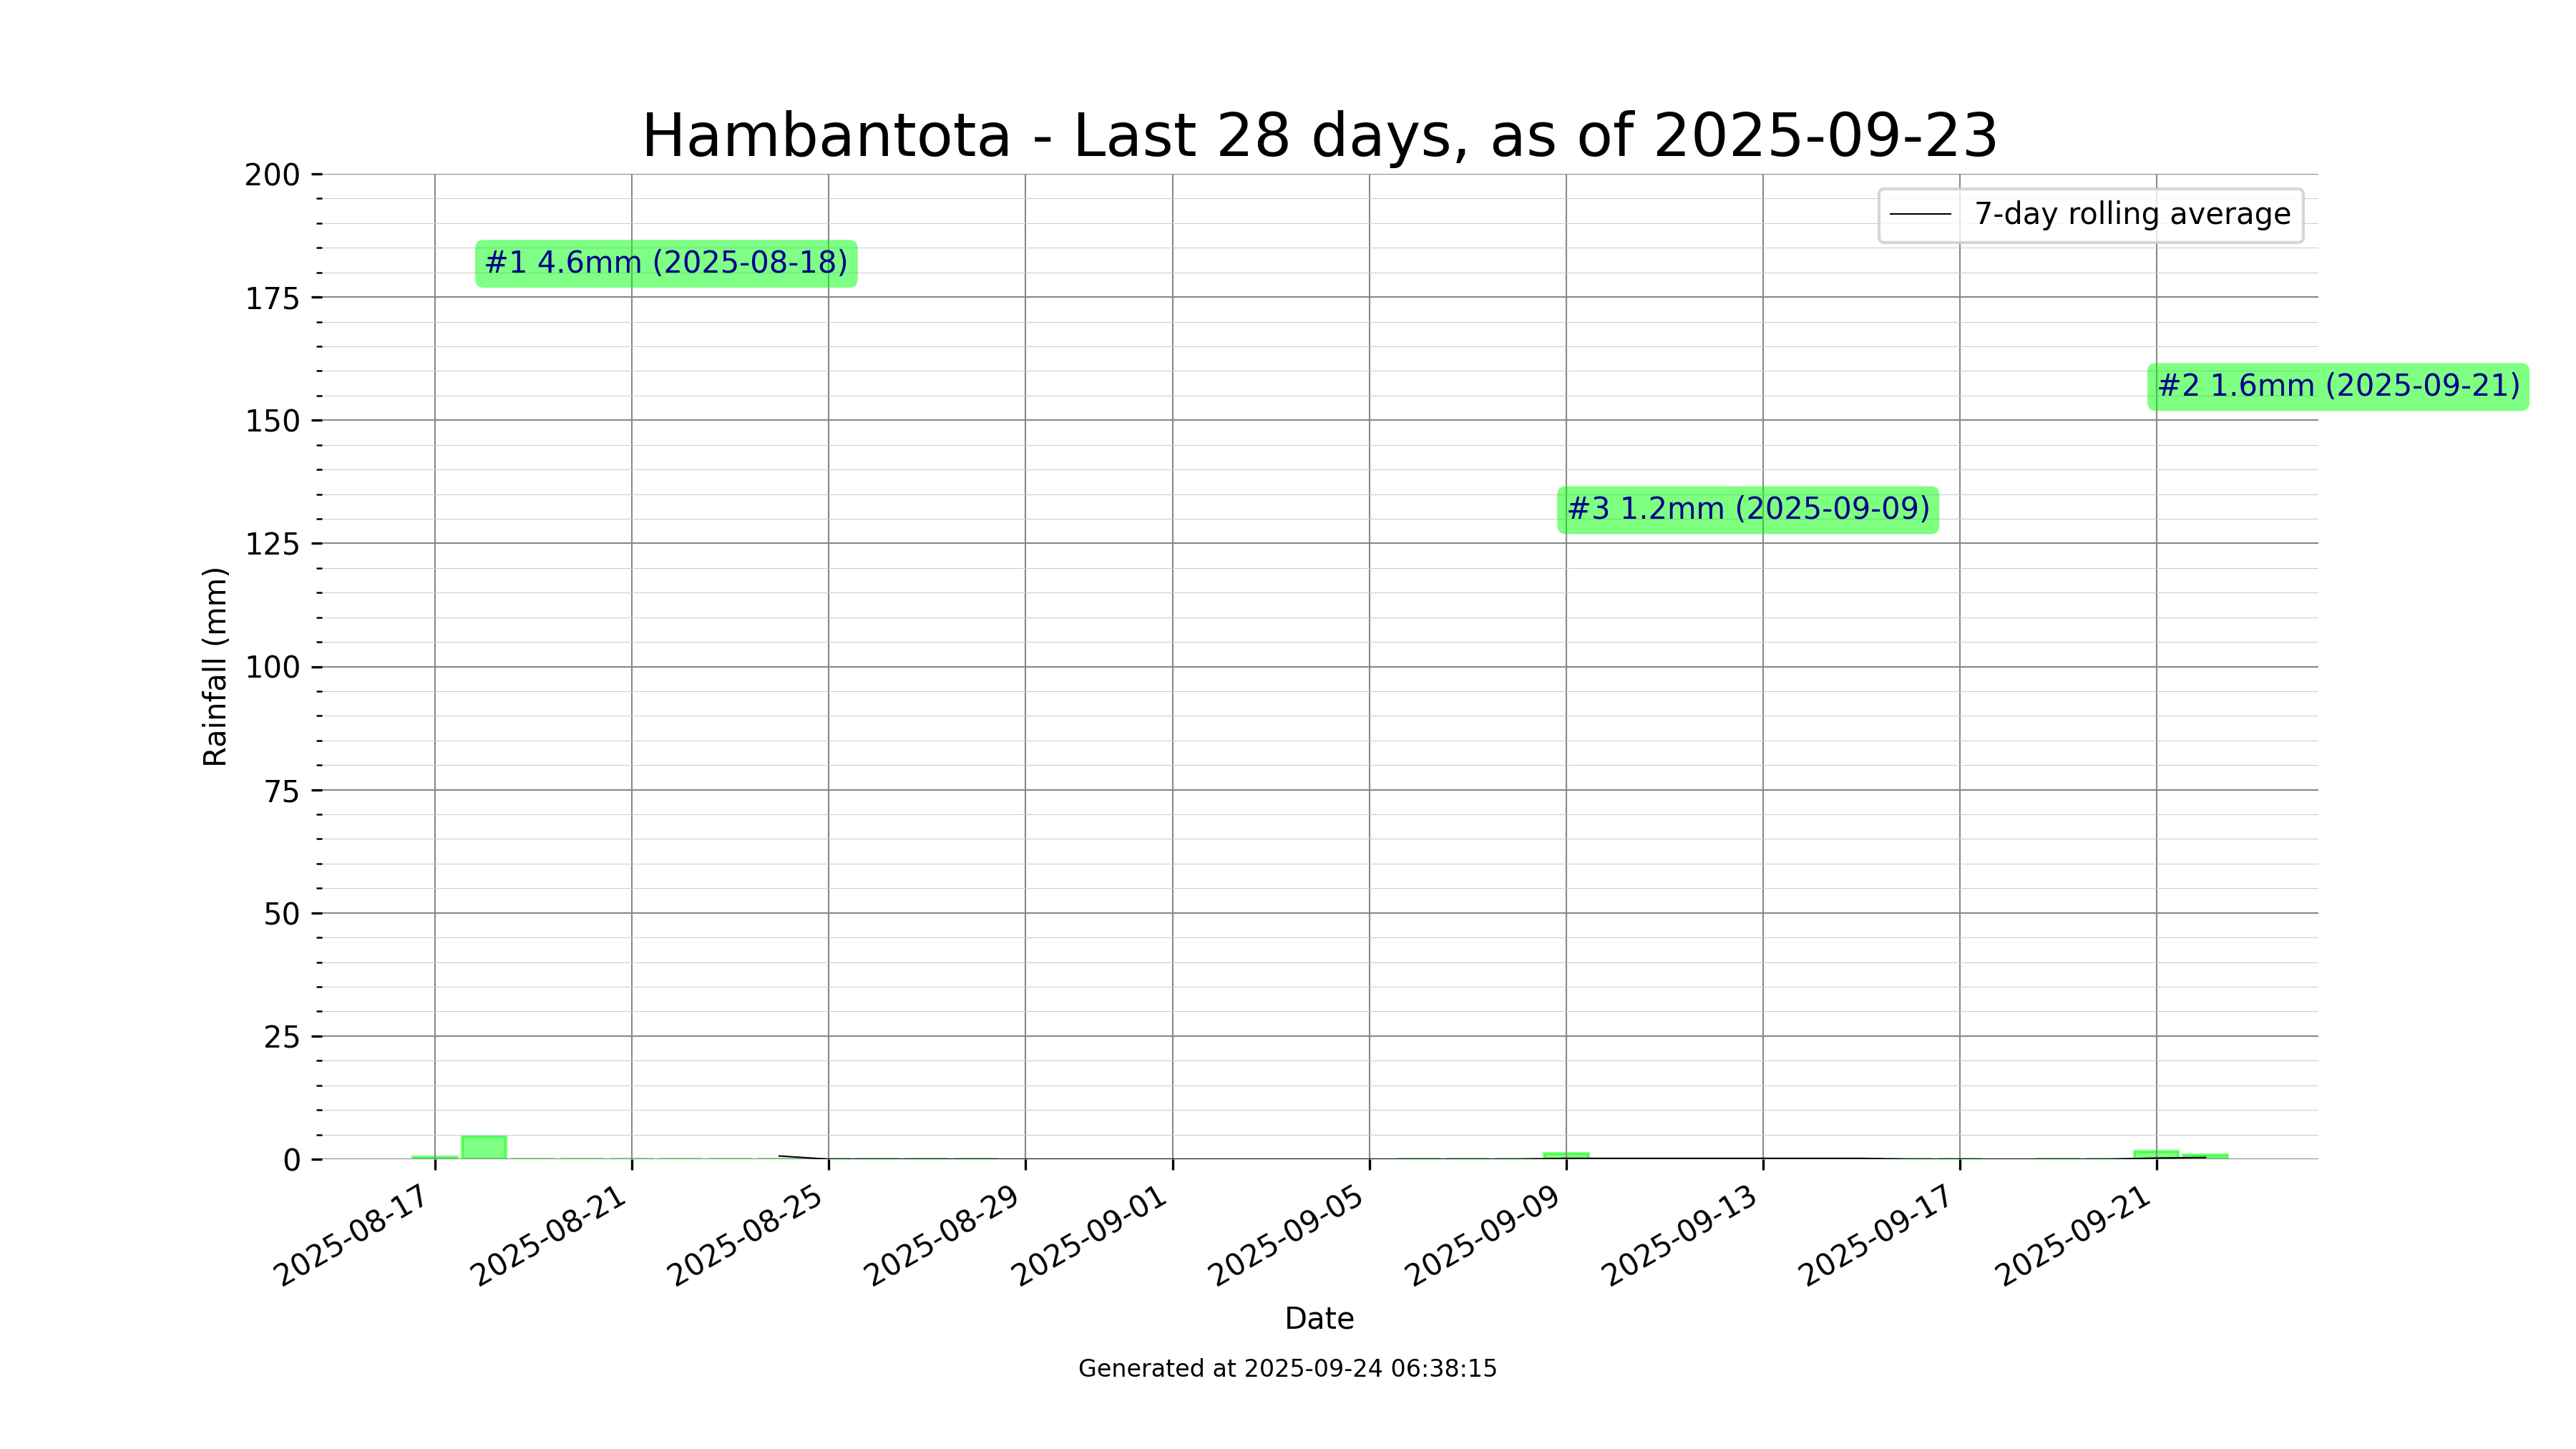 Hambantota - Last 28 days, as of 2025-09-23
200
175
150
125
100
75
50
25
0
Rainfall (mm)
7-day rolling average
#1 4.6mm (2025-08-18)
#2 1.6mm (2025-09-21)
#3 1.2mm (2025-09-09)
2025-08-17
2025-08-21
2025-08-25
2025-08-29
2025-09-01
2025-09-05
2025-09-09
2025-09-13
2025-09-17
2025-09-21
Date
Generated at 2025-09-24 06:38:15